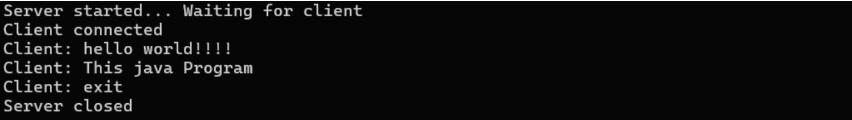 Server started... Waiting for client
Client connected
Client: hello world!!!!
Client: This java Program
Client: exit
Server closed